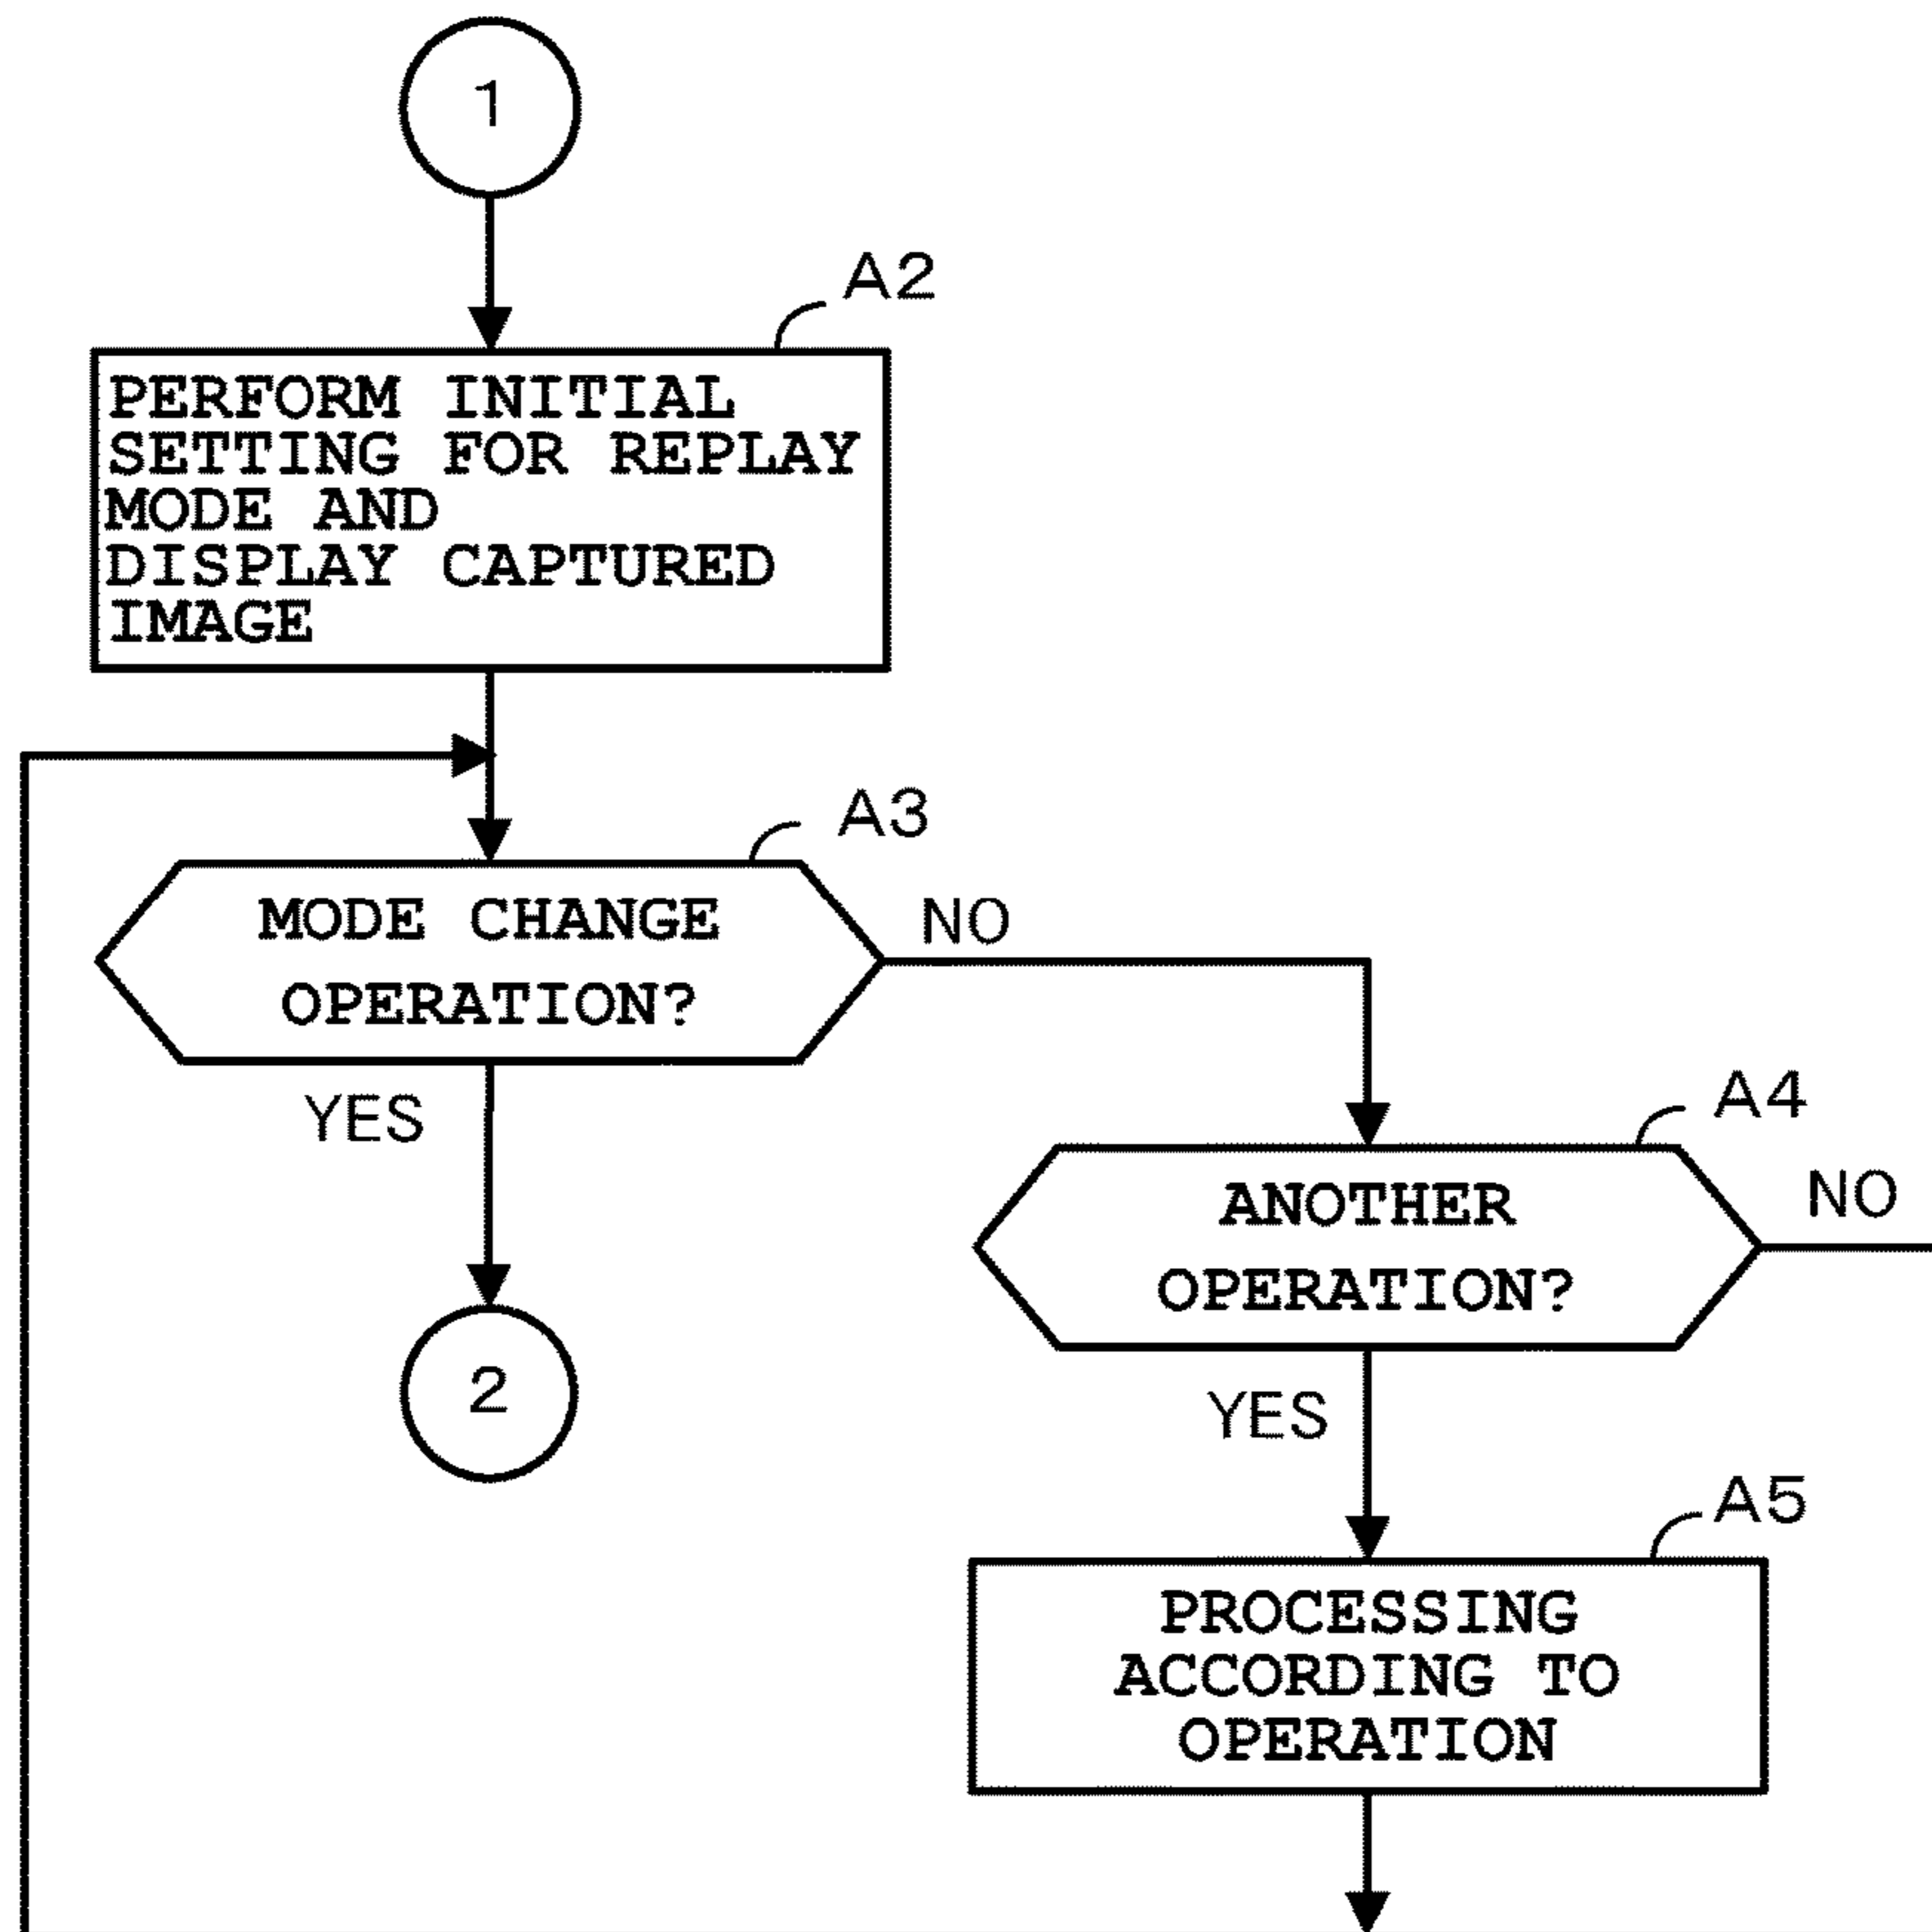 1
A2
PERFORM INITIAL
SETTING FOR REPLAY
MODE AND
DISPLAY CAPTURED
IMAGE
A3
MODE CHANGE
OPERATION?
NO
YES
A4
ANOTHER
OPERATION?
NO
2
YES
A5
PROCESSING
ACCORDING TO
OPERATION